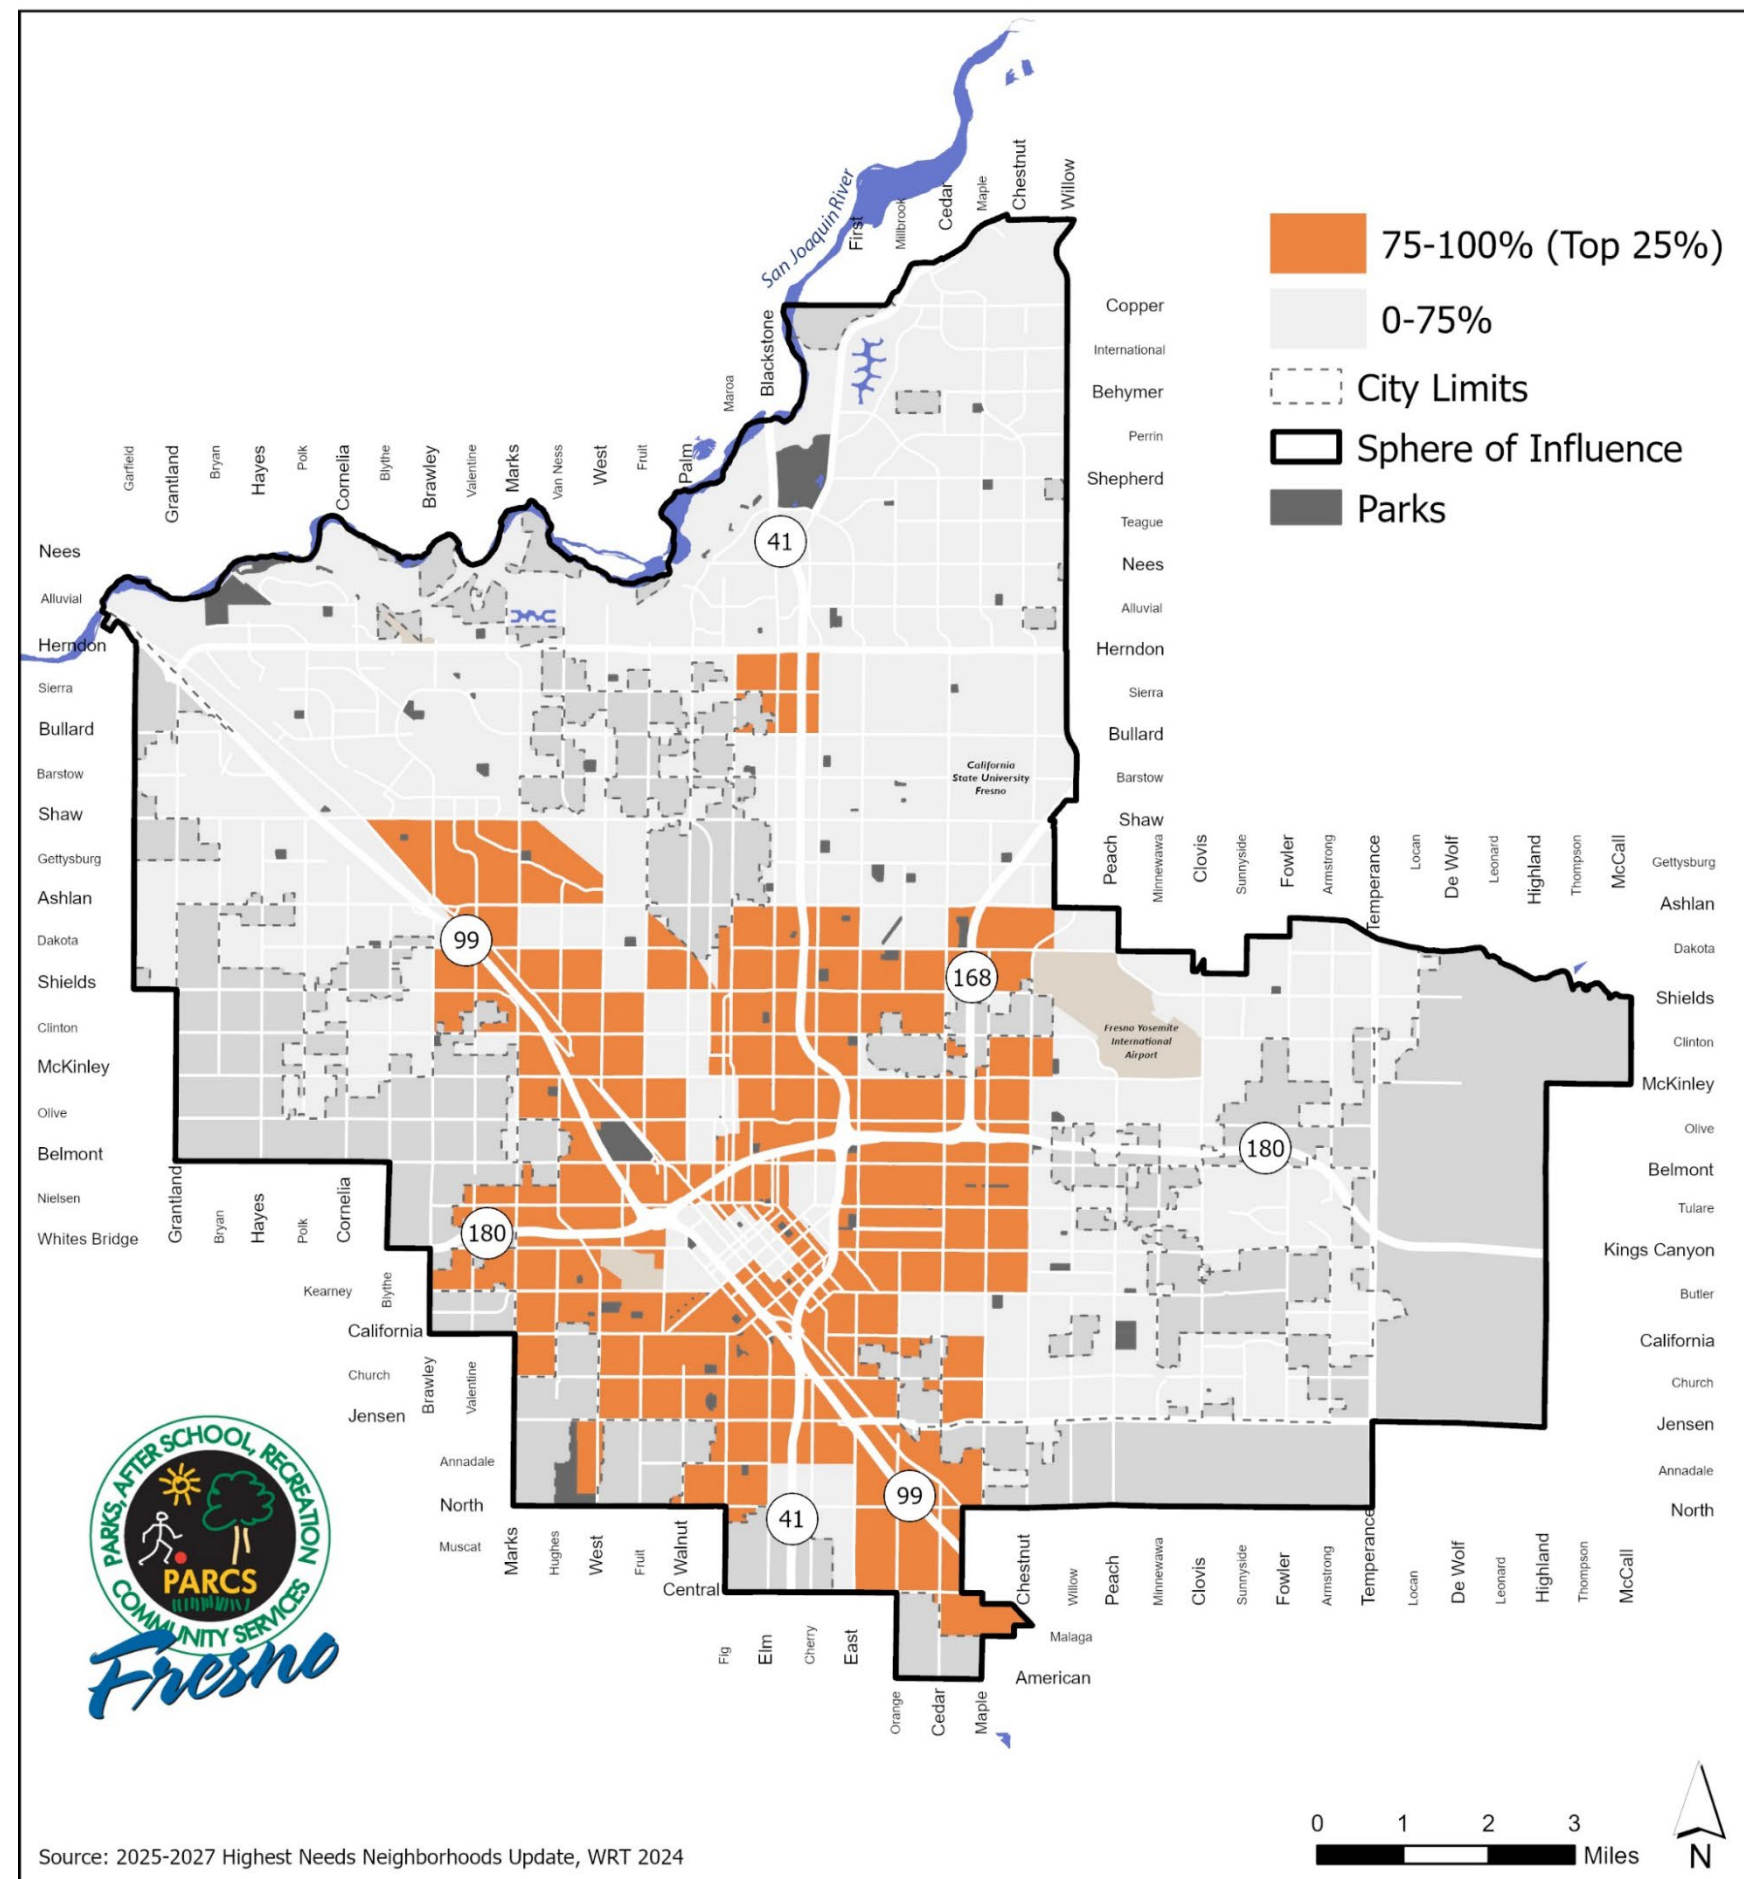 San Joaquin River
First
Millbrook
Cedar
Maple
Chestnut
Willow
75-100% (Top 25%)
0-75%
City Limits
Sphere of Influence
Parks
Copper
International
Behymer
Perrin
Shepherd
Teague
Nees
Alluvial
Herndon
Sierra
Bullard
Barstow
Shaw
Maroa
Blackstone
Garfield
Grantland
Bryan
Hayes
Polk
Cornelia
Blythe
Brawley
Valentine
Marks
Van Ness
West
Fruit
Palm
41
Nees
Alluvial
Herndon
Sierra
Bullard
Barstow
Shaw
Gettysburg
Ashlan
Dakota
Shields
Clinton
McKinley
Olive
Belmont
Nielsen
Whites Bridge
California
State University
Fresno
Peach
Minnewawa
Clovis
Sunnyside
Fowler
Armstrong
Temperance
Locan
De Wolf
Leonard
Highland
Thompson
McCall
Gettysburg
Ashlan
Dakota
Shields
Clinton
McKinley
Olive
Belmont
Tulare
Kings Canyon
Butler
California
Church
Jensen
Annadale
North
99
168
Fresno Yosemite
International
Airport
180
180
Grantland
Bryan
Hayes
Polk
Cornelia
Kearney
Blythe
California
Church
Brawley
Valentine
Jensen
Annadale
North
Muscat
41
99
Marks
Hughes
West
Fruit
Walnut
Central
Fig
Elm
Cherry
East
Orange
Cedar
Maple
Malaga
American
Chestnut
Willow
Peach
Minnewawa
Clovis
Sunnyside
Fowler
Armstrong
Temperance
Locan
De Wolf
Leonard
Highland
Thompson
McCall
PARKS, AFTER SCHOOL, RECREATION
PARCS
COMMUNITY SERVICES
Fresno
0 1 2 3
Miles
N
Source: 2025-2027 Highest Needs Neighborhoods Update, WRT 2024